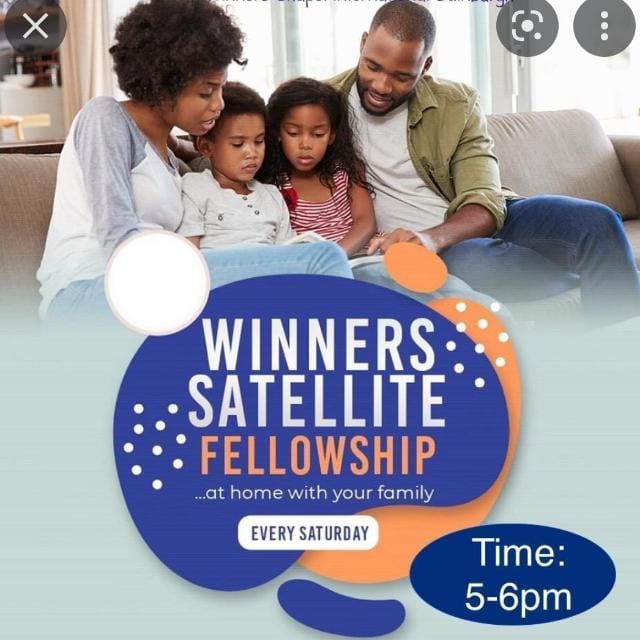 WINNERS
SATELLITE
FELLOWSHIP
...at home with your family
EVERY SATURDAY
Time:
5-6pm